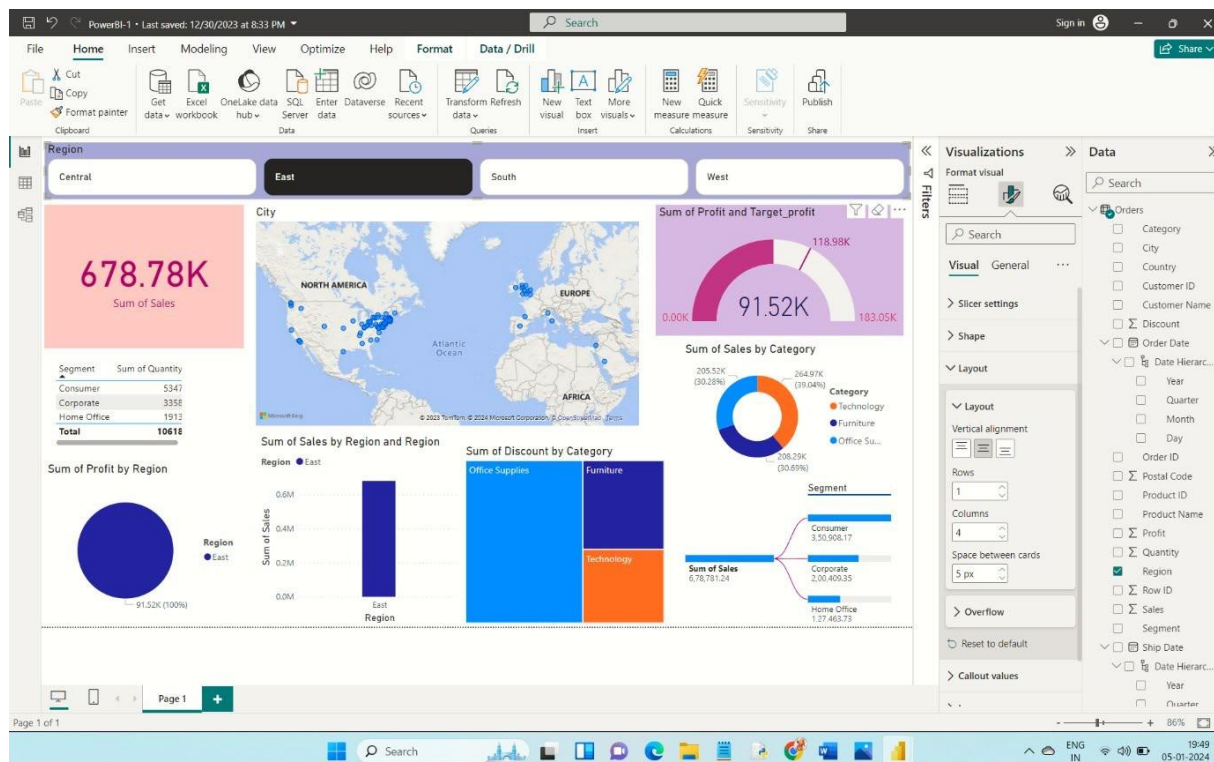 PowerBI-1 • Last saved: 12/30/2023 at 8:33 PM
Search
Sign in
File Home Insert Modeling View Optimize Help Format Data / Drill
Share
Paste
Cut
Copy
Format painter
Get data
Excel workbook
OneLake data hub
SQL Server
Enter data
Dataverse
Recent sources
Transform data
Refresh
New visual
Text box
More visuals
New measure
Quick measure
Sensitivity
Publish
Clipboard Data Queries Insert Calculations Sensitivity Share
Region
Central East South West
678.78K
Sum of Sales
City
NORTH AMERICA
EUROPE
Atlantic Ocean
AFRICA
Microsoft Bing
© 2023 TomTom, © 2024 Microsoft Corporation, © OpenStreetMap Terms
Sum of Profit and Target_profit
118.98K
91.52K
0.00K
183.05K
Segment Sum of Quantity
Consumer 5347
Corporate 3358
Home Office 1913
Total 10618
Sum of Sales by Category
205.52K (30.28%)
264.97K (39.04%)
208.29K (30.69%)
Category
Technology
Furniture
Office Su...
Sum of Profit by Region
Region
East
91.52K (100%)
Sum of Sales by Region and Region
Region East
Sum of Sales
0.6M
0.4M
0.2M
0.0M
East
Region
Sum of Discount by Category
Office Supplies
Furniture
Technology
Segment
Sum of Sales
6,78,781.24
Consumer
3,50,908.17
Corporate
2,00,409.35
Home Office
1,27,463.73
Filters
Visualizations
Format visual
Search
Visual General
Slicer settings
Shape
Layout
Layout
Vertical alignment
Rows
1
Columns
4
Space between cards
5 px
Overflow
Reset to default
Callout values
Data
Search
Orders
Category
City
Country
Customer ID
Customer Name
Discount
Order Date
Date Hierarc...
Year
Quarter
Month
Day
Order ID
Postal Code
Product ID
Product Name
Profit
Quantity
Region
Row ID
Sales
Segment
Ship Date
Date Hierarc...
Year
Quarter
Page 1
Page 1 of 1
86%
Search
ENG
IN
19:49
05-01-2024